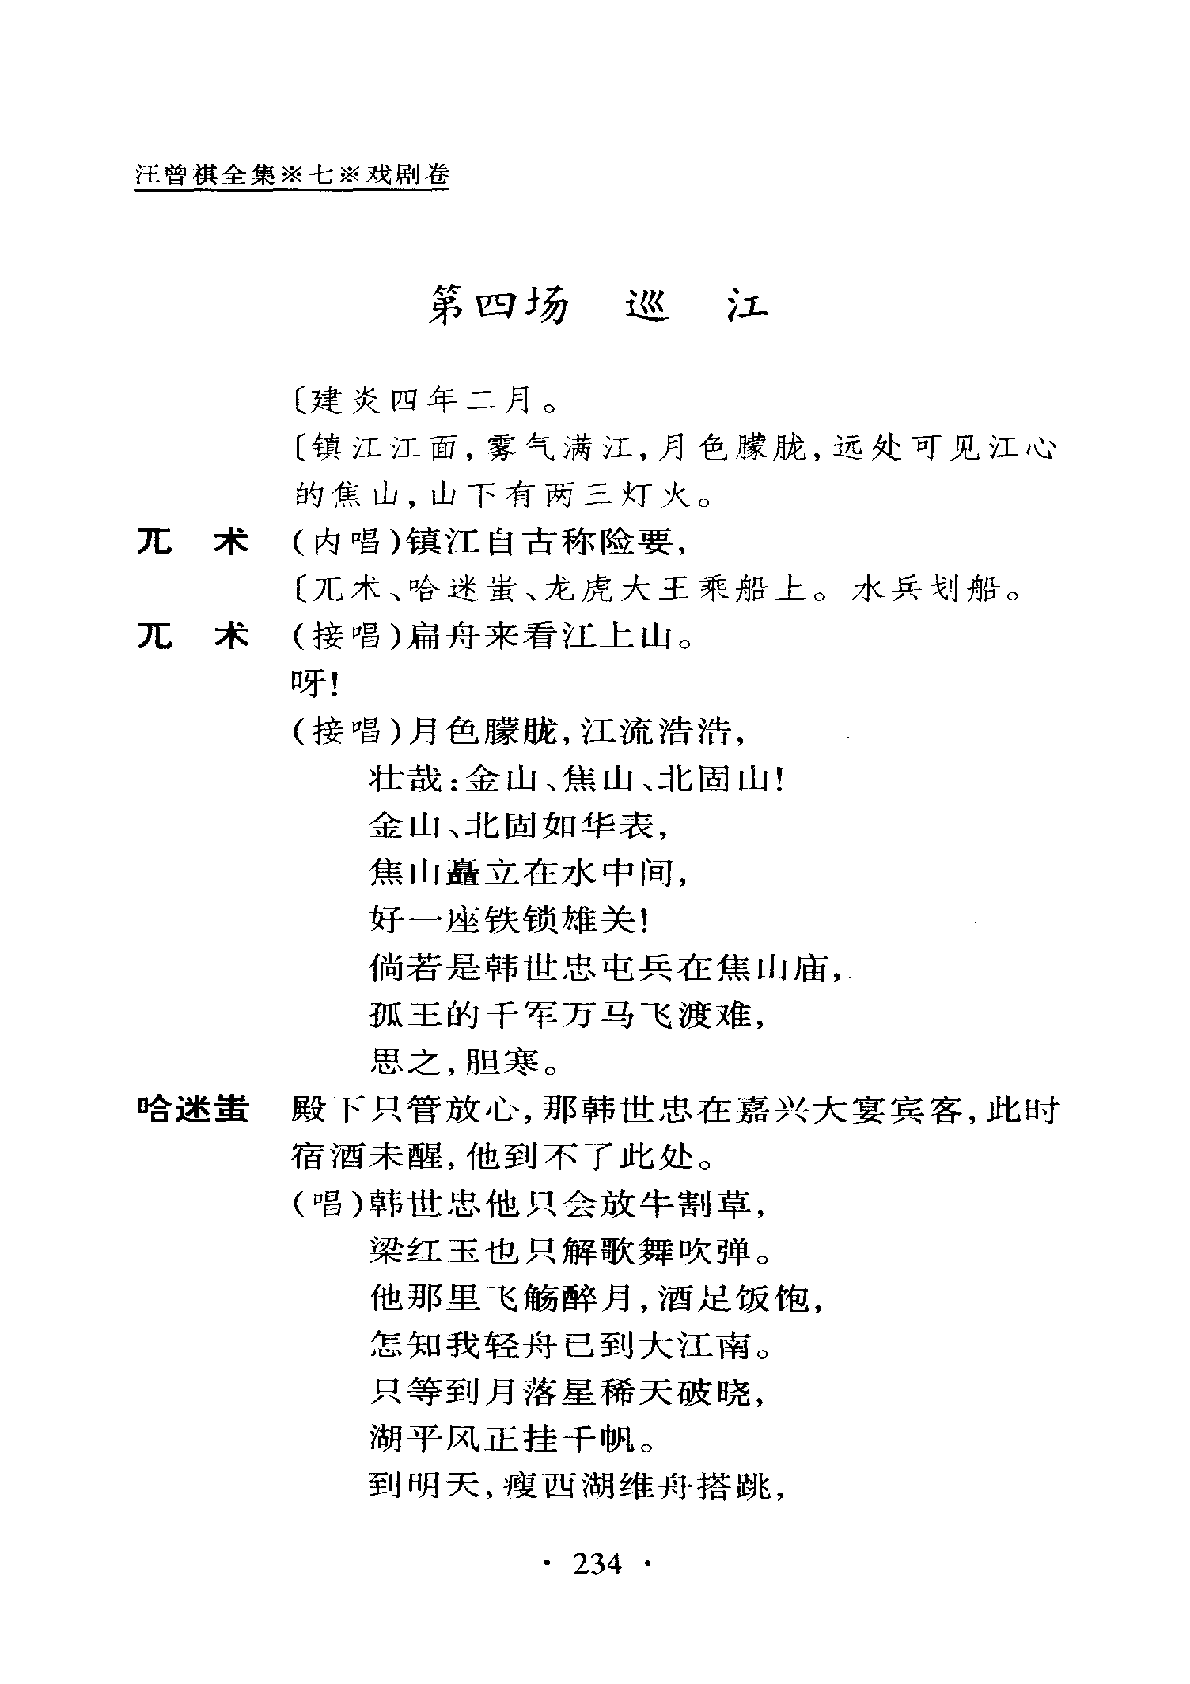 汪曾祺全集※七※戏剧卷
第四场　巡　江
〔建炎四年二月。
〔镇江江面，雾气满江，月色朦胧，远处可见江心
的焦山，山下有两三灯火。
兀　术　(内唱)镇江自古称险要，
〔兀术、哈迷蚩、龙虎大王乘船上。水兵划船。
兀　术　(接唱)扁舟来看江上山。
呀！
(接唱)月色朦胧，江流浩浩，
壮哉：金山、焦山、北固山！
金山、北固如华表，
焦山矗立在水中间，
好一座铁锁雄关！
倘若是韩世忠屯兵在焦山庙，
孤王的千军万马飞渡难，
思之，胆寒。
哈迷蚩　殿下只管放心，那韩世忠在嘉兴大宴宾客，此时
宿酒未醒，他到不了此处。
(唱)韩世忠他只会放牛割草，
梁红玉也只解歌舞吹弹。
他那里飞觞醉月，酒足饭饱，
怎知我轻舟已到大江南。
只等到月落星稀天破晓，
湖平风正挂千帆。
到明天，瘦西湖维舟搭跳，
· 234 ·